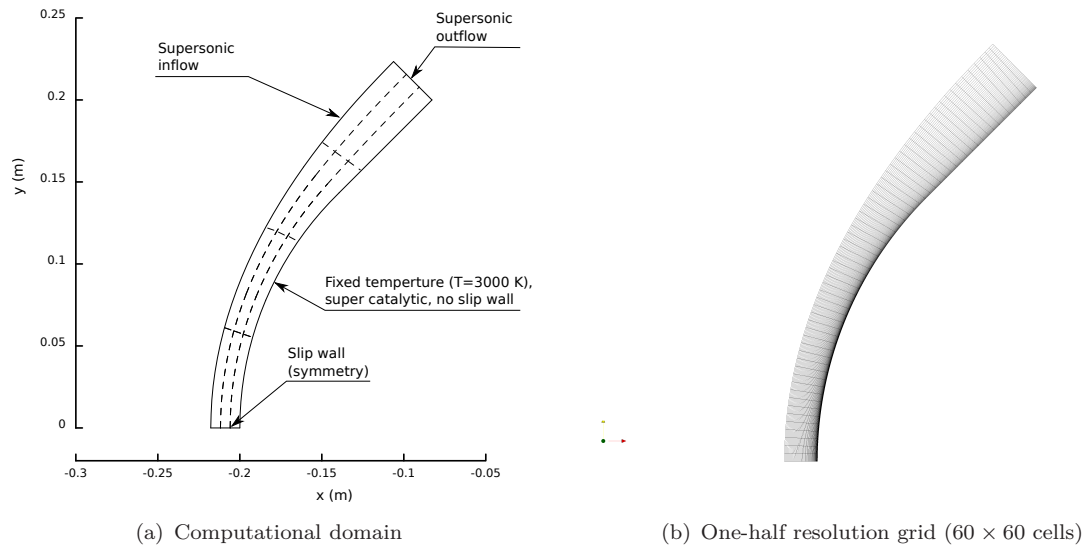 0.25
0.2
0.15
0.1
0.05
0
y (m)
-0.3
-0.25
-0.2
-0.15
-0.1
-0.05
x (m)
Supersonic
outflow
Supersonic
inflow
Fixed temperture (T=3000 K),
super catalytic, no slip wall
Slip wall
(symmetry)
(a) Computational domain
(b) One-half resolution grid (60 × 60 cells)